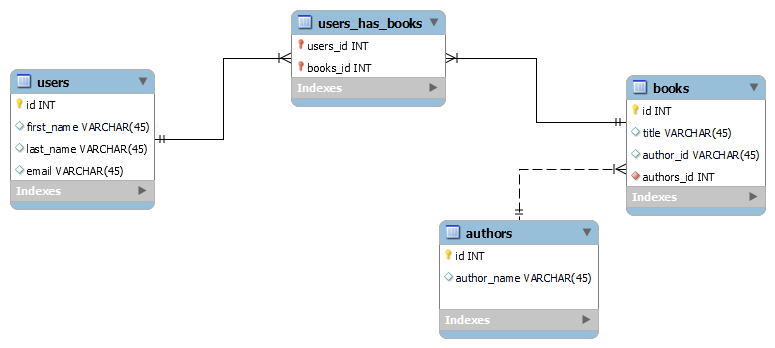 users_has_books
users_id INT
books_id INT
Indexes
users
id INT
first_name VARCHAR(45)
last_name VARCHAR(45)
email VARCHAR(45)
Indexes
books
id INT
title VARCHAR(45)
author_id VARCHAR(45)
authors_id INT
Indexes
authors
id INT
author_name VARCHAR(45)
Indexes